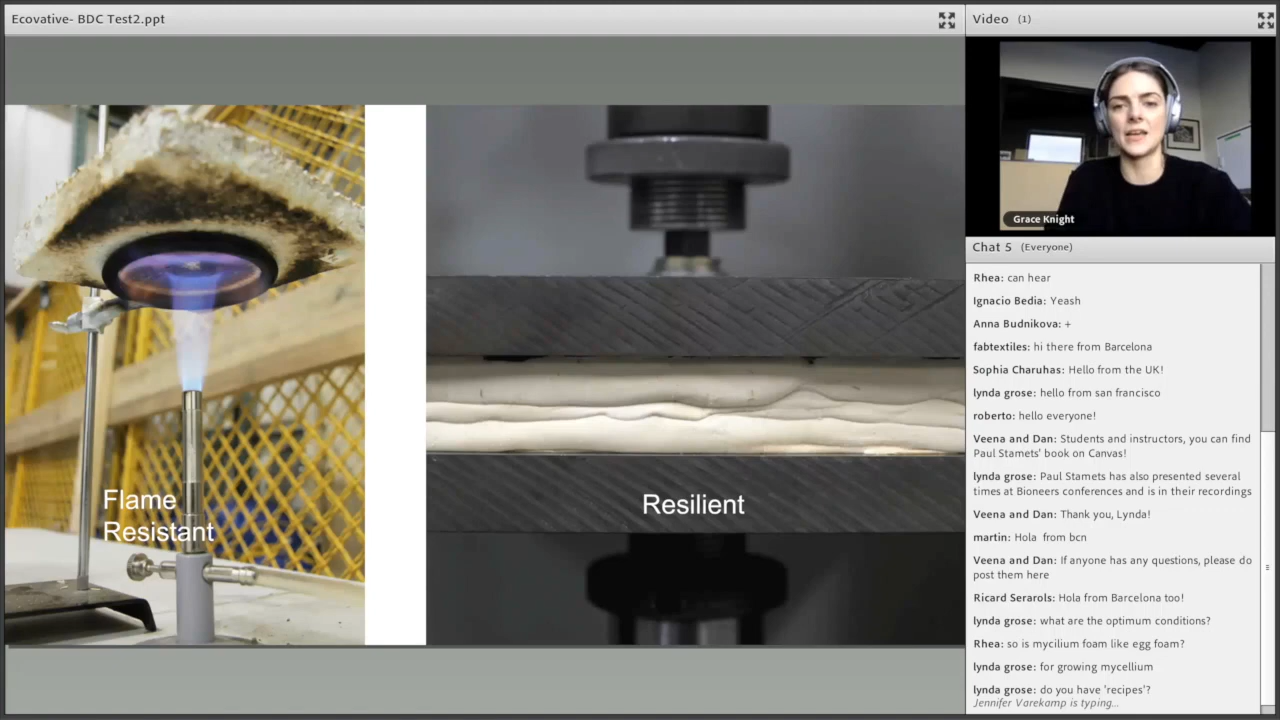 Ecovative- BDC Test2.ppt
Flame
Resistant
Resilient
Video (1)
Grace Knight
Chat 5 (Everyone)
Rhea: can hear
Ignacio Bedia: Yeash
Anna Budnikova: +
fabtextiles: hi there from Barcelona
Sophia Charuhas: Hello from the UK!
lynda grose: hello from san francisco
roberto: hello everyone!
Veena and Dan: Students and instructors, you can find
Paul Stamets' book on Canvas!
lynda grose: Paul Stamets has also presented several
times at Bioneers conferences and is in their recordings
Veena and Dan: Thank you, Lynda!
martin: Hola from bcn
Veena and Dan: If anyone has any questions, please do
post them here
Ricard Serarols: Hola from Barcelona too!
lynda grose: what are the optimum conditions?
Rhea: so is mycilium foam like egg foam?
lynda grose: for growing mycellium
lynda grose: do you have 'recipes'?
Jennifer Varekamp is typing...